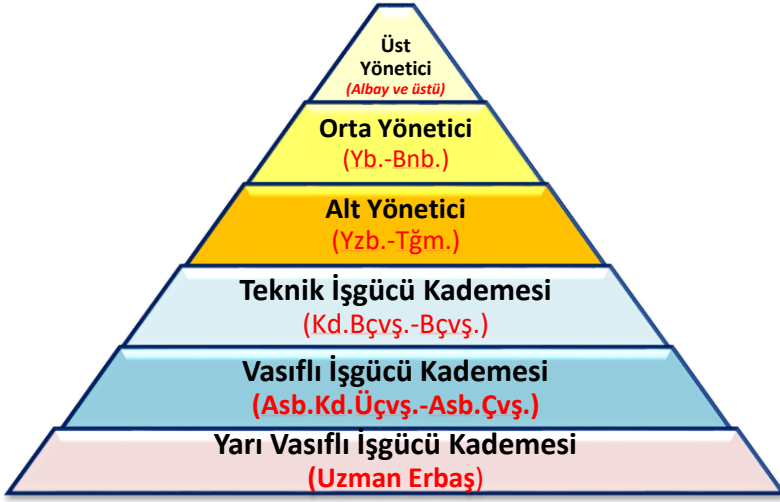 Üst
Yönetici
(Albay ve üstü)
Orta Yönetici
(Yb.-Bnb.)
Alt Yönetici
(Yzb.-Tğm.)
Teknik İşgücü Kademesi
(Kd.Bçvş.-Bçvş.)
Vasıflı İşgücü Kademesi
(Asb.Kd.Üçvş.-Asb.Çvş.)
Yarı Vasıflı İşgücü Kademesi
(Uzman Erbaş)